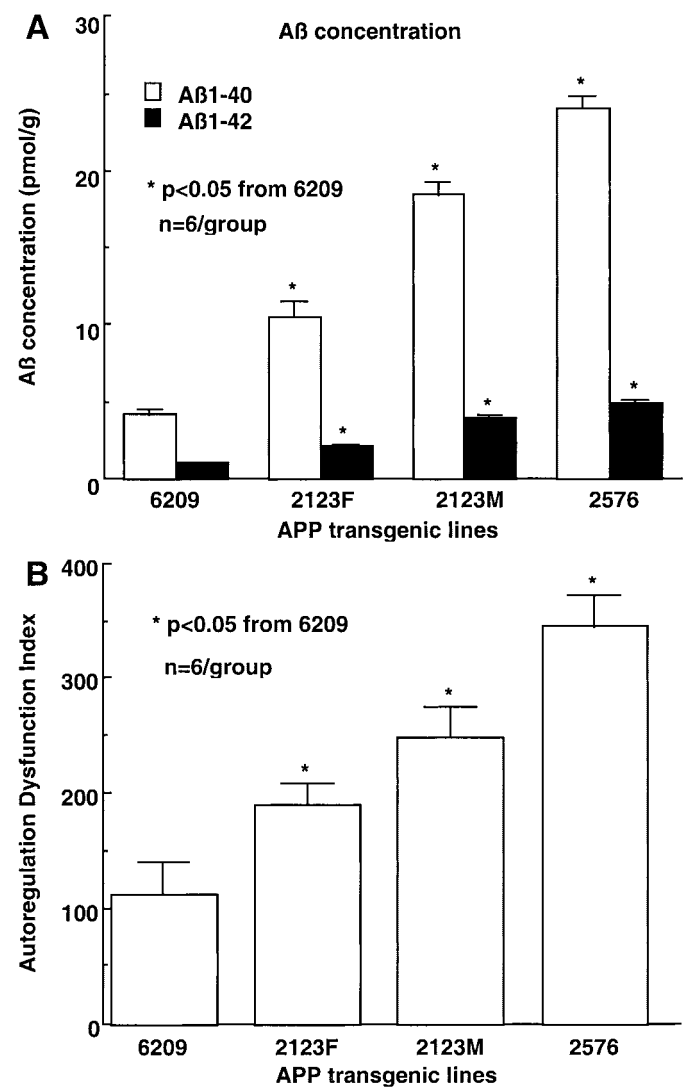 A
Aß concentration
30
20
10
0
Aß concentration (pmol/g)
Aß1-40
Aß1-42
* p<0.05 from 6209
n=6/group
*
*
*
*
*
*
6209 2123F 2123M 2576
APP transgenic lines
B
400
300
200
100
0
Autoregulation Dysfunction Index
* p<0.05 from 6209
n=6/group
*
*
*
6209 2123F 2123M 2576
APP transgenic lines